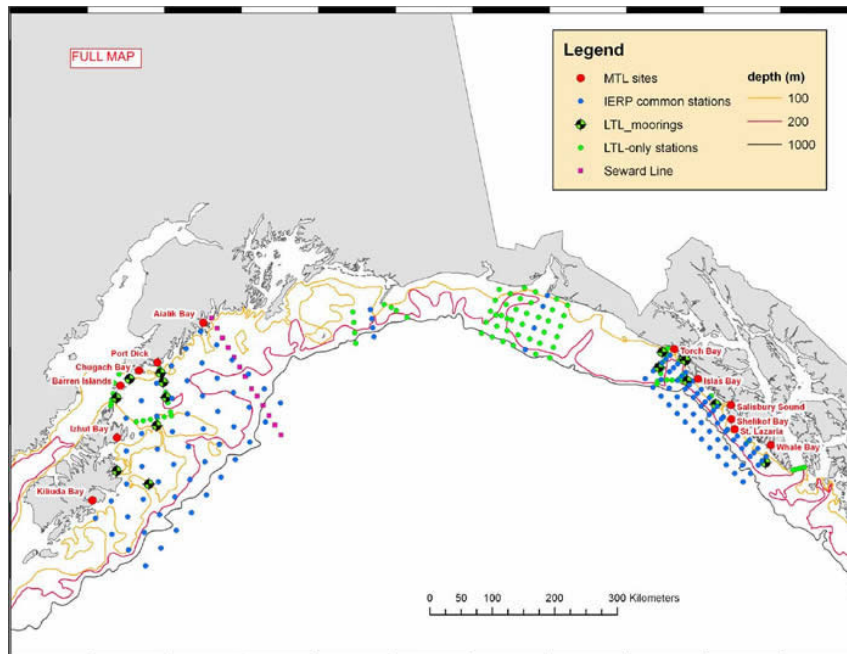 FULL MAP
Legend
MTL sites
IERP common stations
LTL_moorings
LTL-only stations
Seward Line
depth (m)
100
200
1000
Aialik Bay
Port Dick
Chugach Bay
Barren Islands
Izhut Bay
Kiliuda Bay
Torch Bay
Islas Bay
Salisbury Sound
Shelikof Bay
St. Lazaria
Whale Bay
0 50 100 200 300 Kilometers